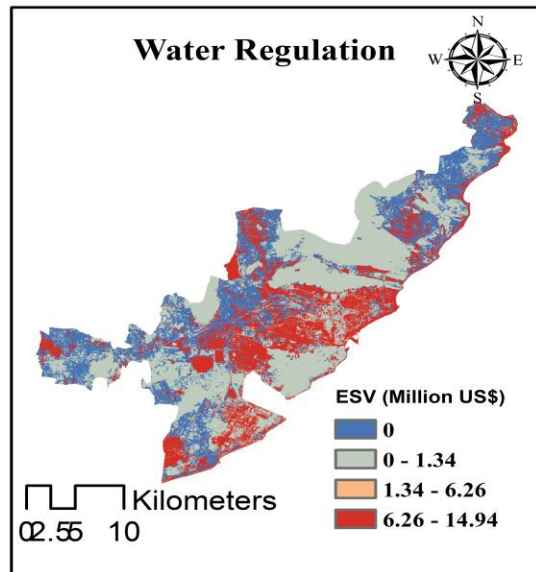 Water Regulation
N
W E
S
ESV (Million US$)
0
0 - 1.34
1.34 - 6.26
6.26 - 14.94
Kilometers
02.55 10